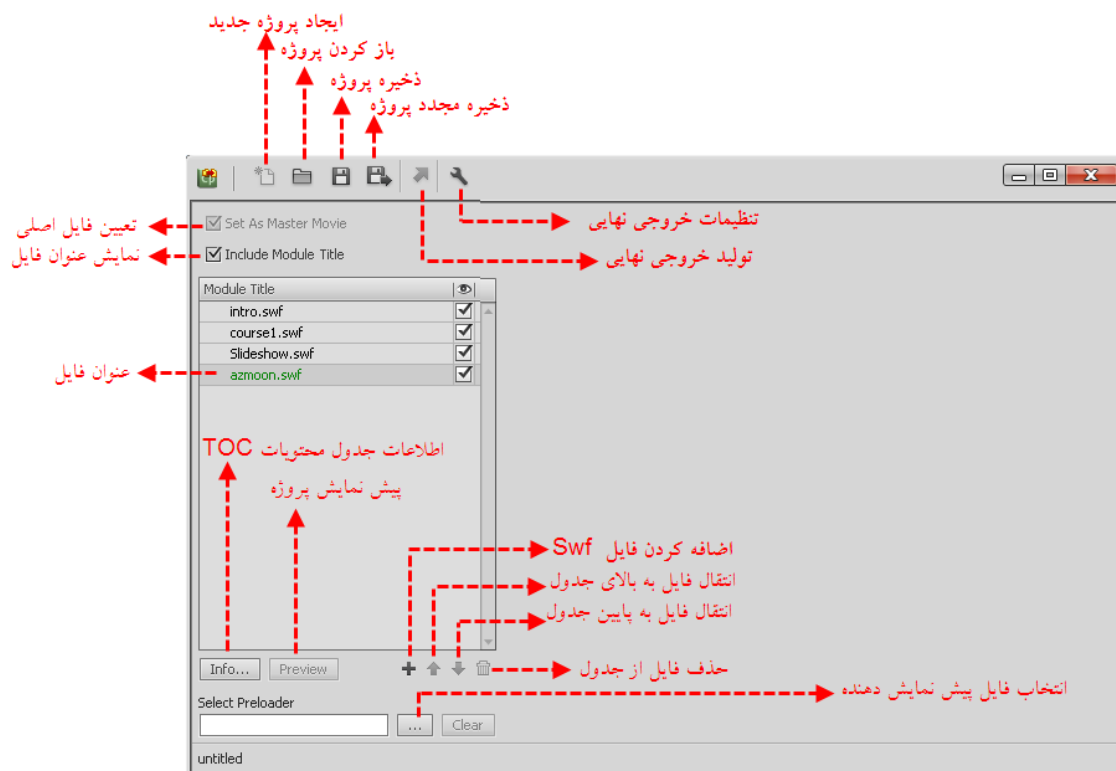 ایجاد پروژه جدید
باز کردن پروژه
ذخیره پروژه
ذخیره مجدد پروژه
Cp
تنظیمات خروجی نهایی
تعیین فایل اصلی
Set As Master Movie
نمایش عنوان فایل
Include Module Title
تولید خروجی نهایی
Module Title
intro.swf
course1.swf
Slideshow.swf
عنوان فایل
azmoon.swf
اطلاعات جدول محتویات TOC
پیش نمایش پروژه
اضافه کردن فایل Swf
انتقال فایل به بالای جدول
انتقال فایل به پایین جدول
Info...
Preview
حذف فایل از جدول
انتخاب فایل پیش نمایش دهنده
Select Preloader
...
Clear
untitled